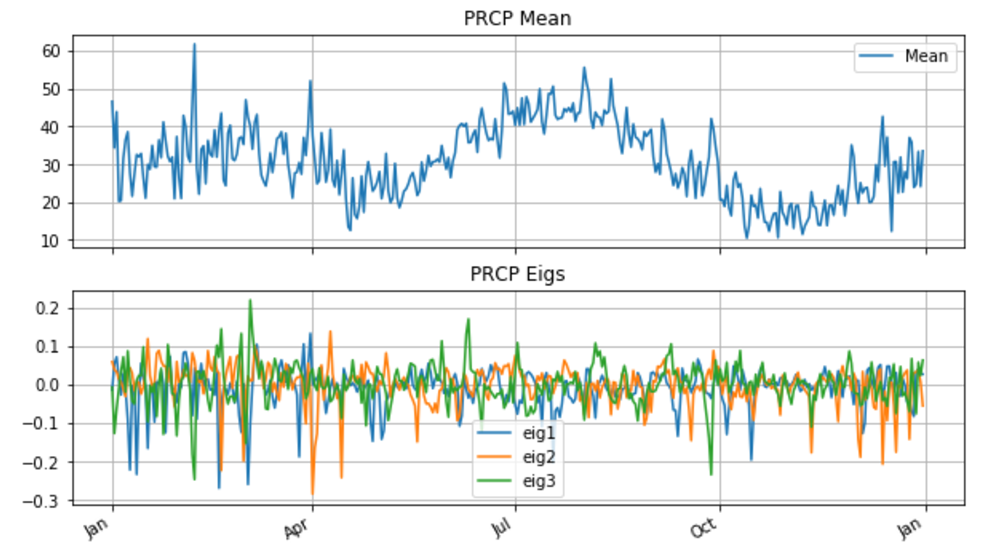 PRCP Mean
60
50
40
30
20
10
Mean
PRCP Eigs
0.2
0.1
0.0
−0.1
−0.2
−0.3
eig1
eig2
eig3
Jan Apr Jul Oct Jan